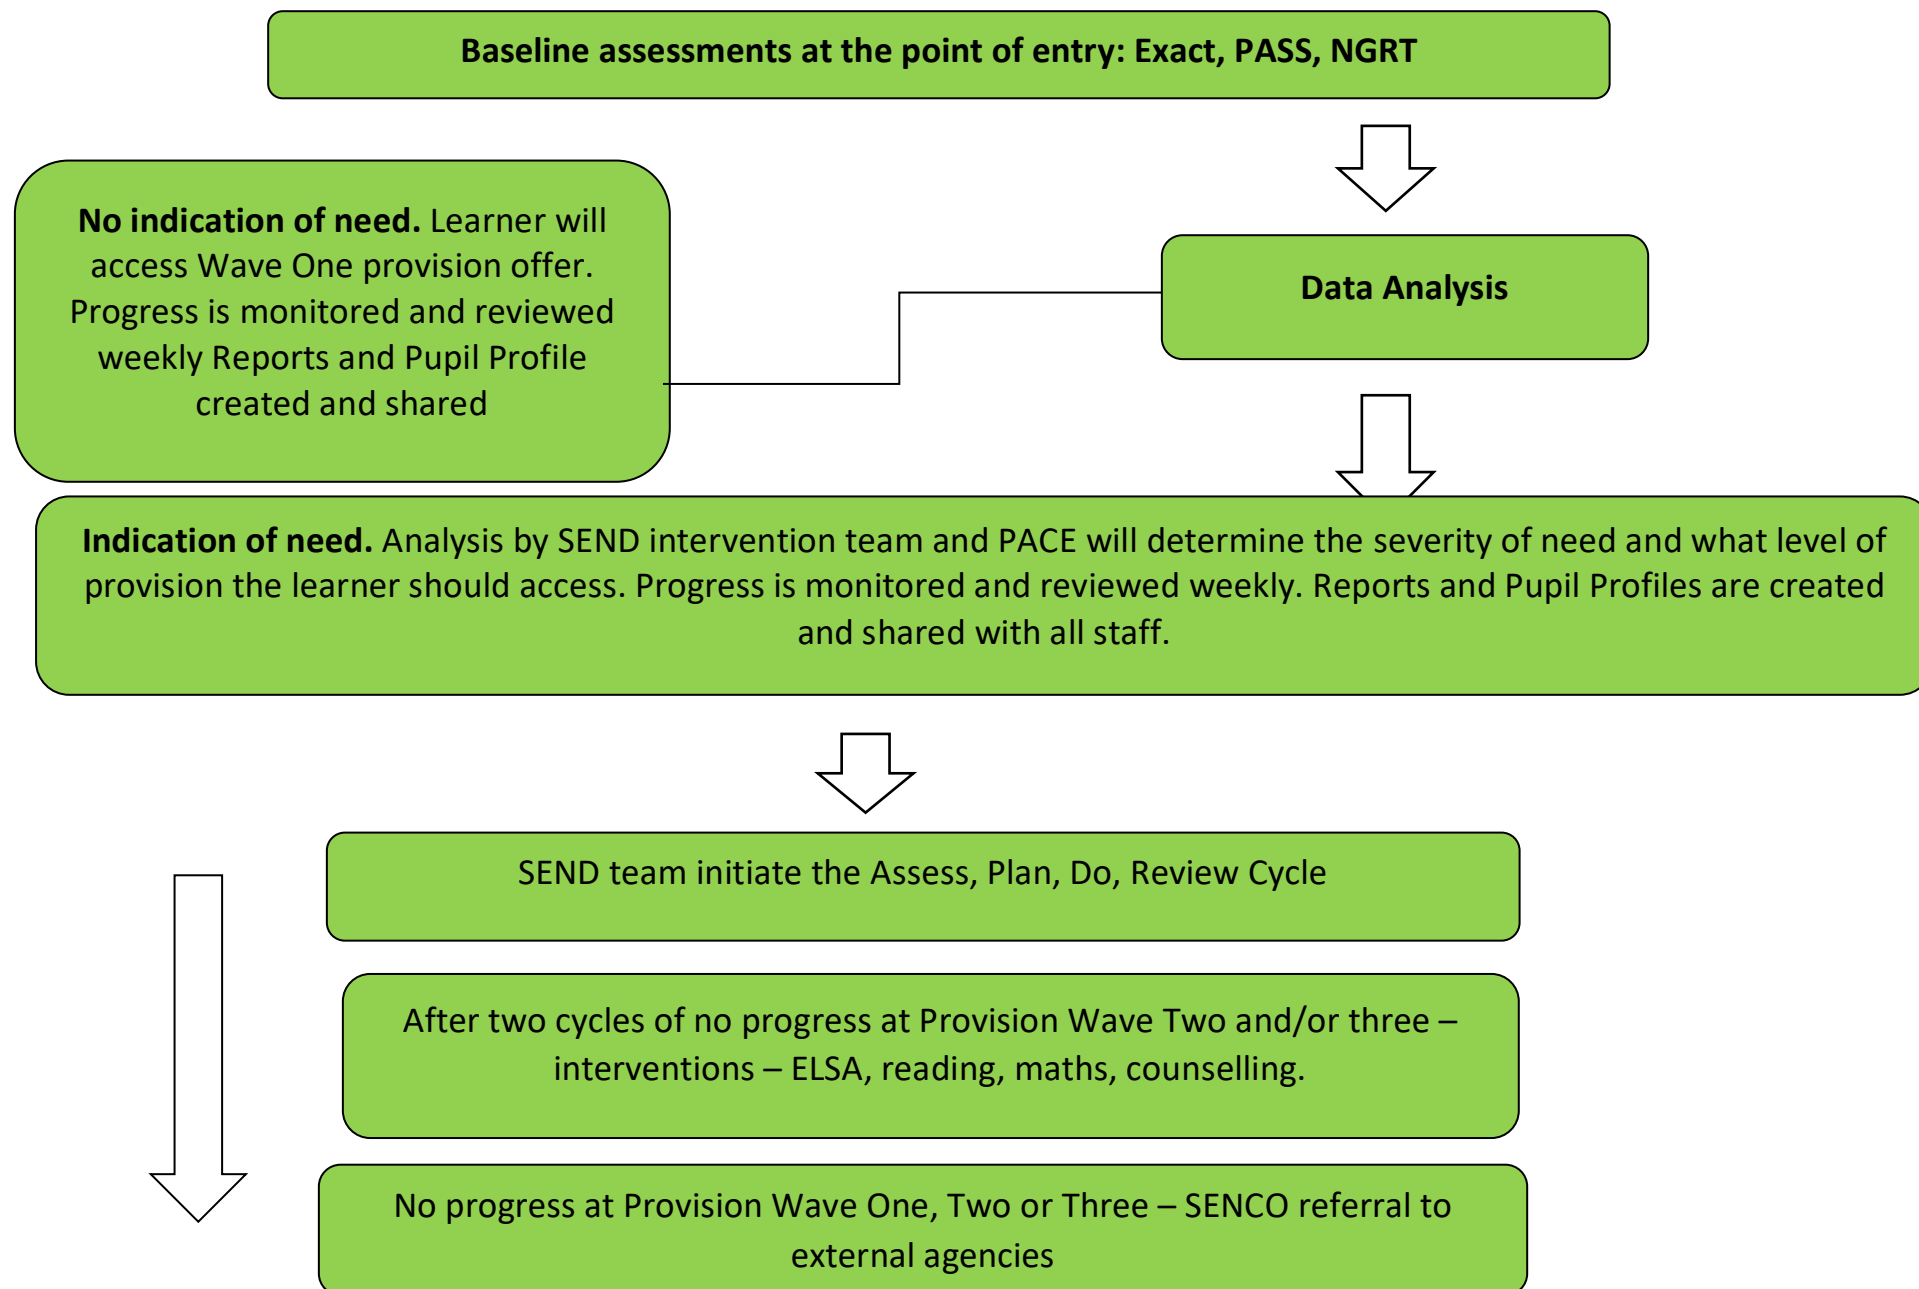 Baseline assessments at the point of entry: Exact, PASS, NGRT
No indication of need. Learner will
access Wave One provision offer.
Progress is monitored and reviewed
weekly Reports and Pupil Profile
created and shared
Data Analysis
Indication of need. Analysis by SEND intervention team and PACE will determine the severity of need and what level of
provision the learner should access. Progress is monitored and reviewed weekly. Reports and Pupil Profiles are created
and shared with all staff.
SEND team initiate the Assess, Plan, Do, Review Cycle
After two cycles of no progress at Provision Wave Two and/or three –
interventions – ELSA, reading, maths, counselling.
No progress at Provision Wave One, Two or Three – SENCO referral to
external agencies